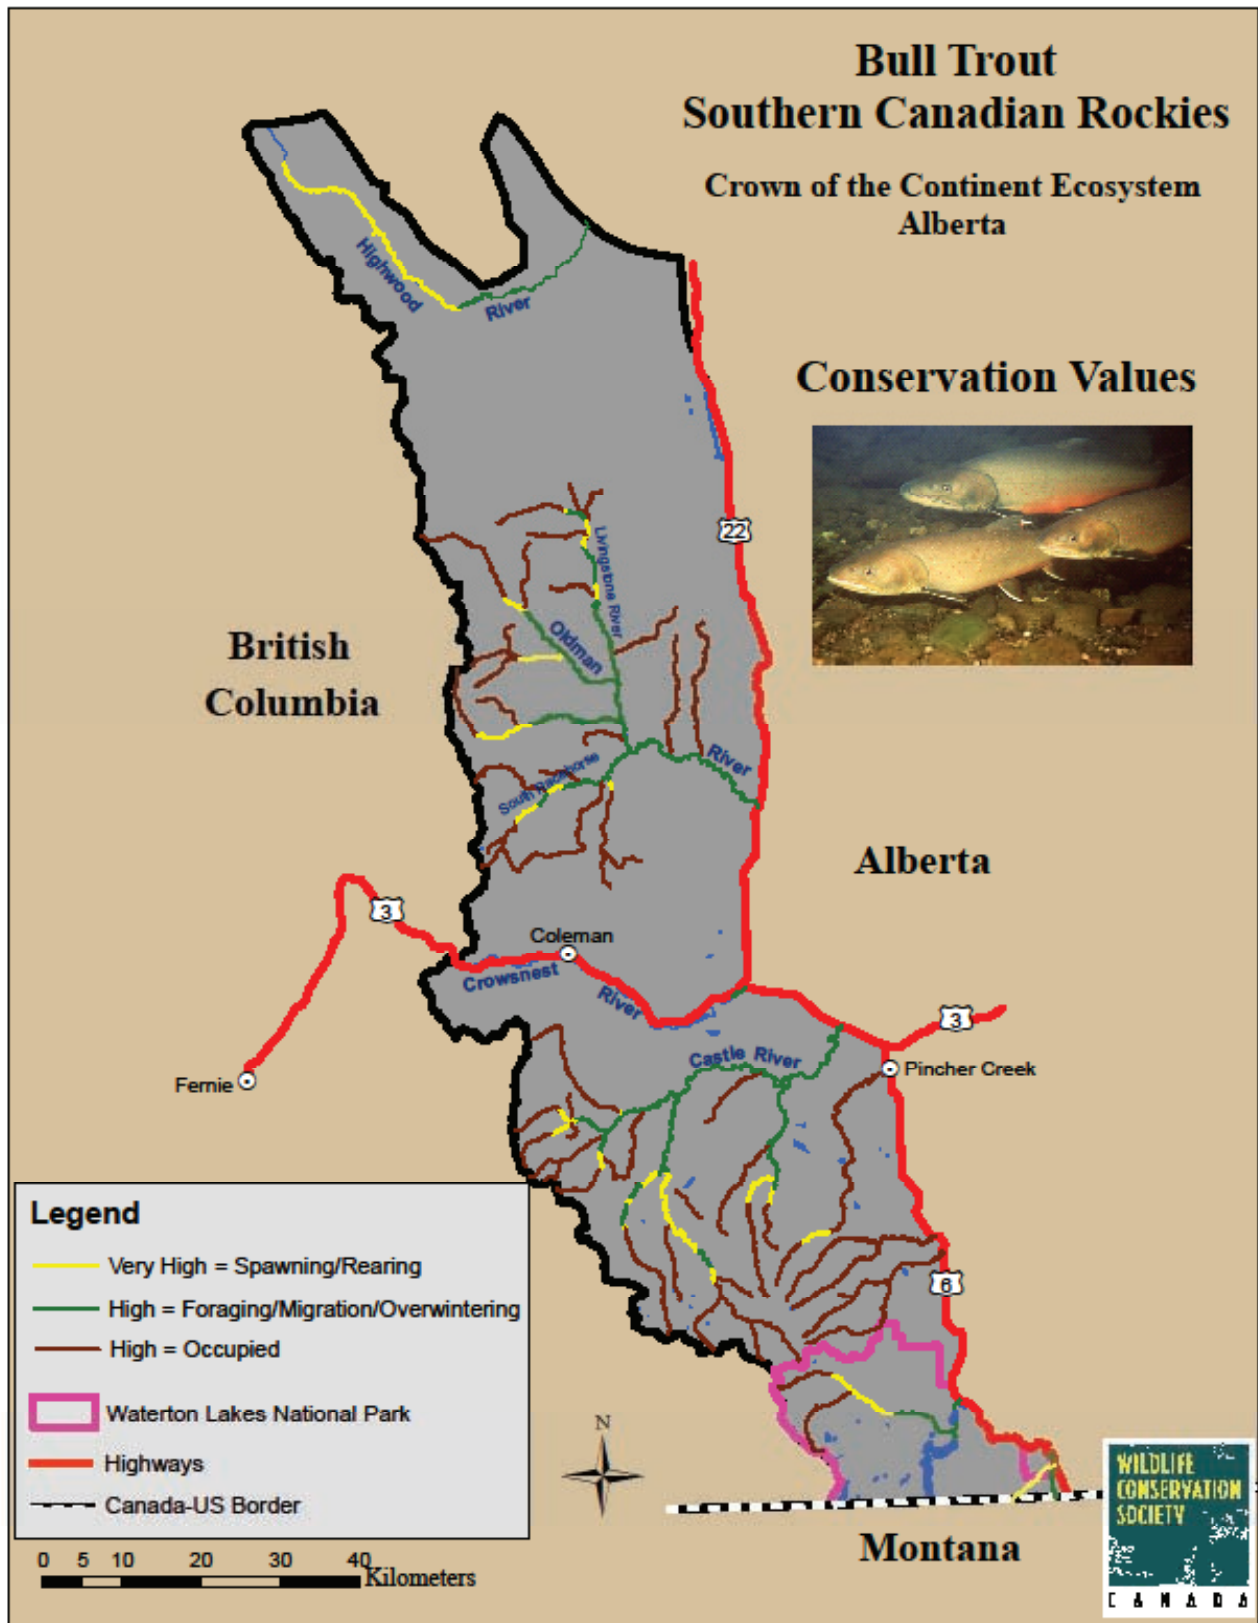 Bull Trout
Southern Canadian Rockies
Crown of the Continent Ecosystem
Alberta
Conservation Values
Highwood
River
22
Livingstone River
Oldman
River
British
Columbia
South Racehorse
Alberta
3
Coleman
Crowsnest
River
3
Castle River
Fernie
Pincher Creek
6
Legend
Very High = Spawning/Rearing
High = Foraging/Migration/Overwintering
High = Occupied
Waterton Lakes National Park
Highways
Canada-US Border
N
0 5 10 20 30 40
Kilometers
Montana
WILDLIFE
CONSERVATION
SOCIETY
CANADA